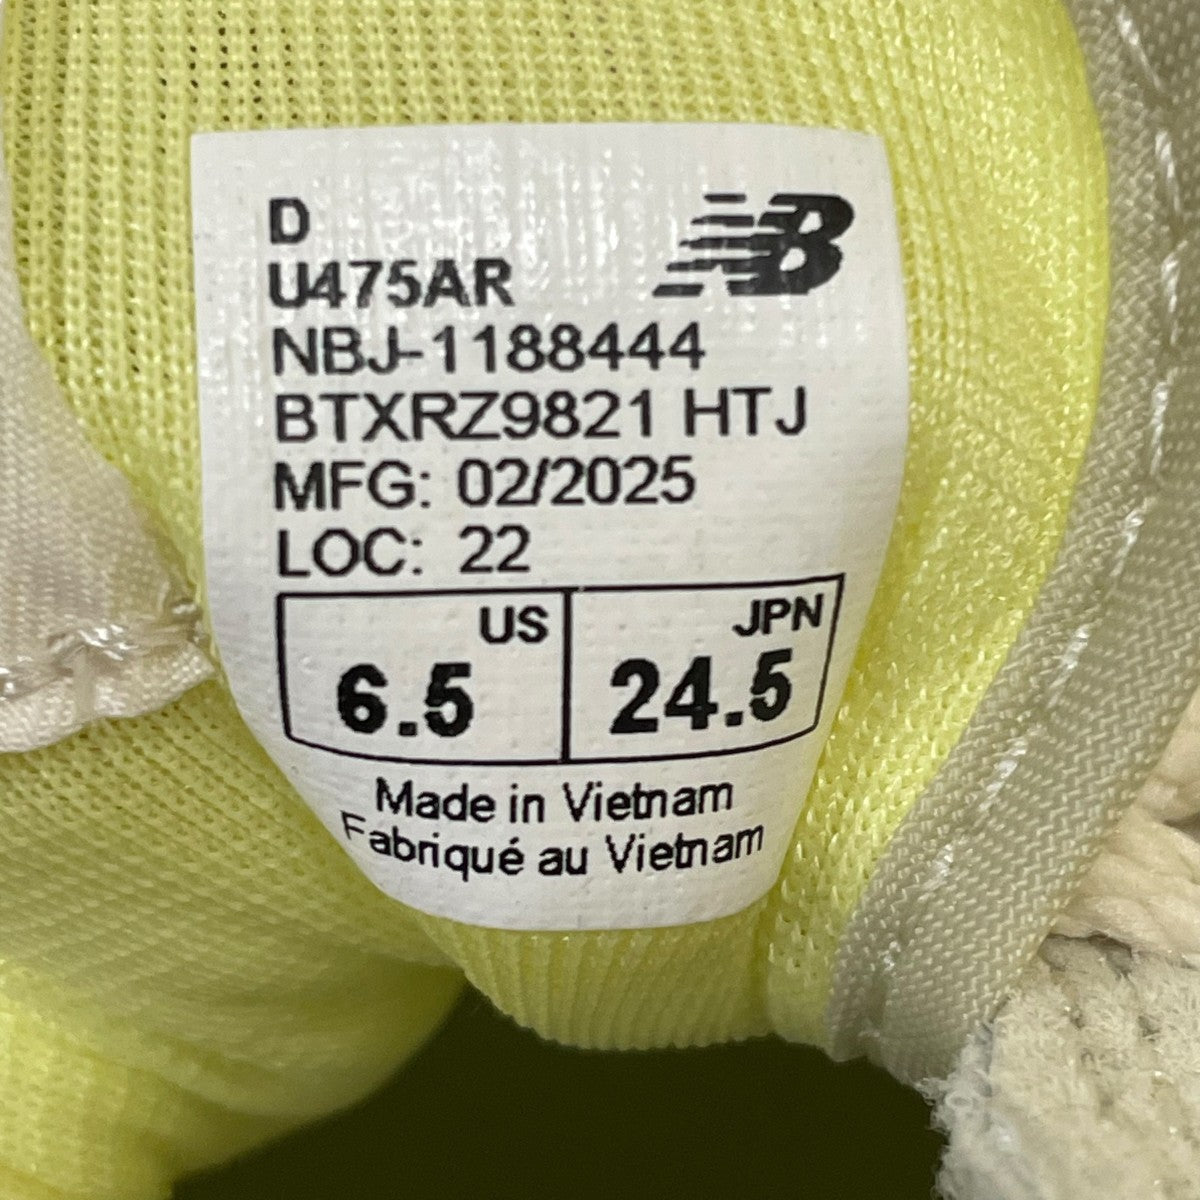 D
NB
U475AR
NBJ-1188444
BTXRZ9821 HTJ
MFG: 02/2025
LOC: 22
US JPN
6.5 24.5
Made in Vietnam
Fabriqué au Vietnam